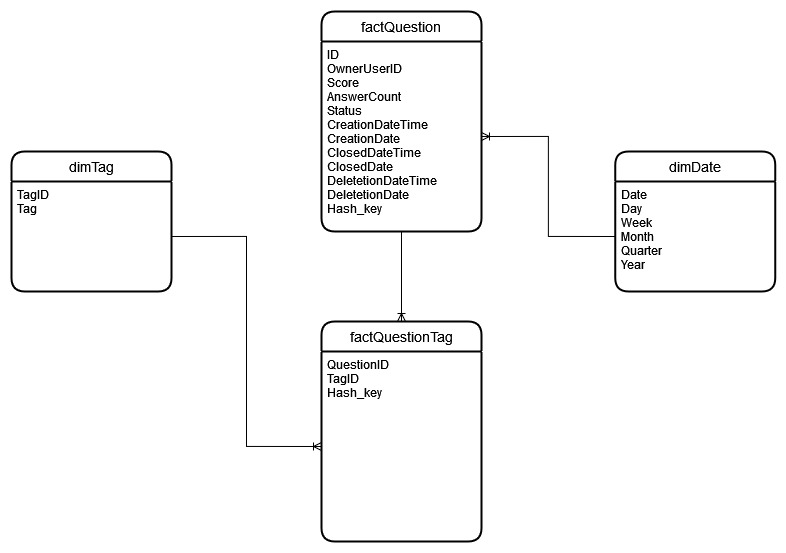 factQuestion
ID
OwnerUserID
Score
AnswerCount
Status
CreationDateTime
CreationDate
ClosedDateTime
ClosedDate
DeletetionDateTime
DeletetionDate
Hash_key
dimTag
TagID
Tag
dimDate
Date
Day
Week
Month
Quarter
Year
factQuestionTag
QuestionID
TagID
Hash_key